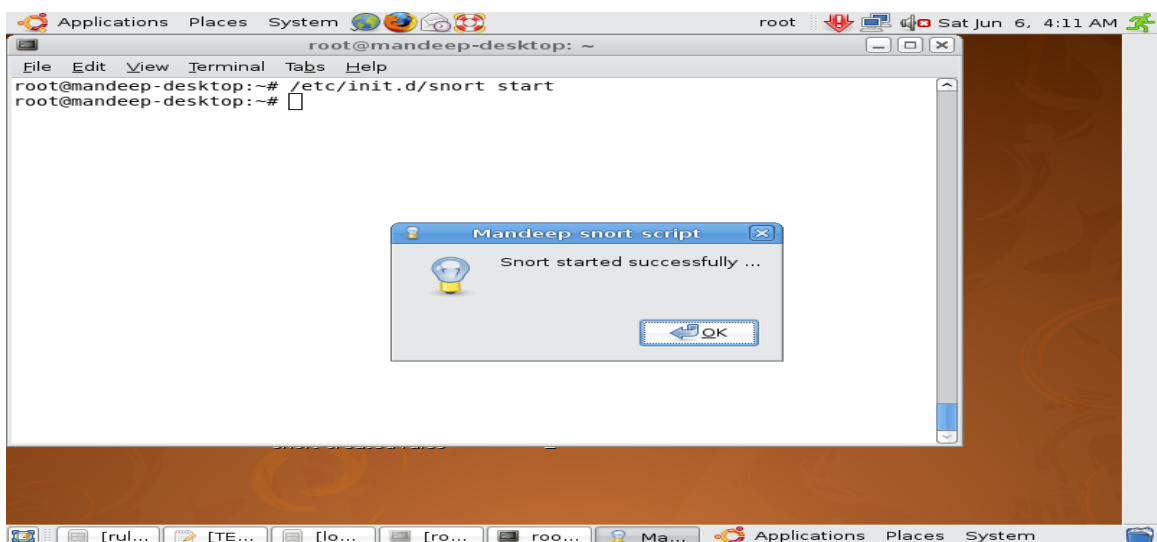 Applications Places System root Sat Jun 6, 4:11 AM
root@mandeep-desktop: ~
File Edit View Terminal Tabs Help
root@mandeep-desktop:~# /etc/init.d/snort start
root@mandeep-desktop:~#
Mandeep snort script
Snort started successfully ...
OK
[rul... [TE... [lo... [ro... roo... Ma... Applications Places System